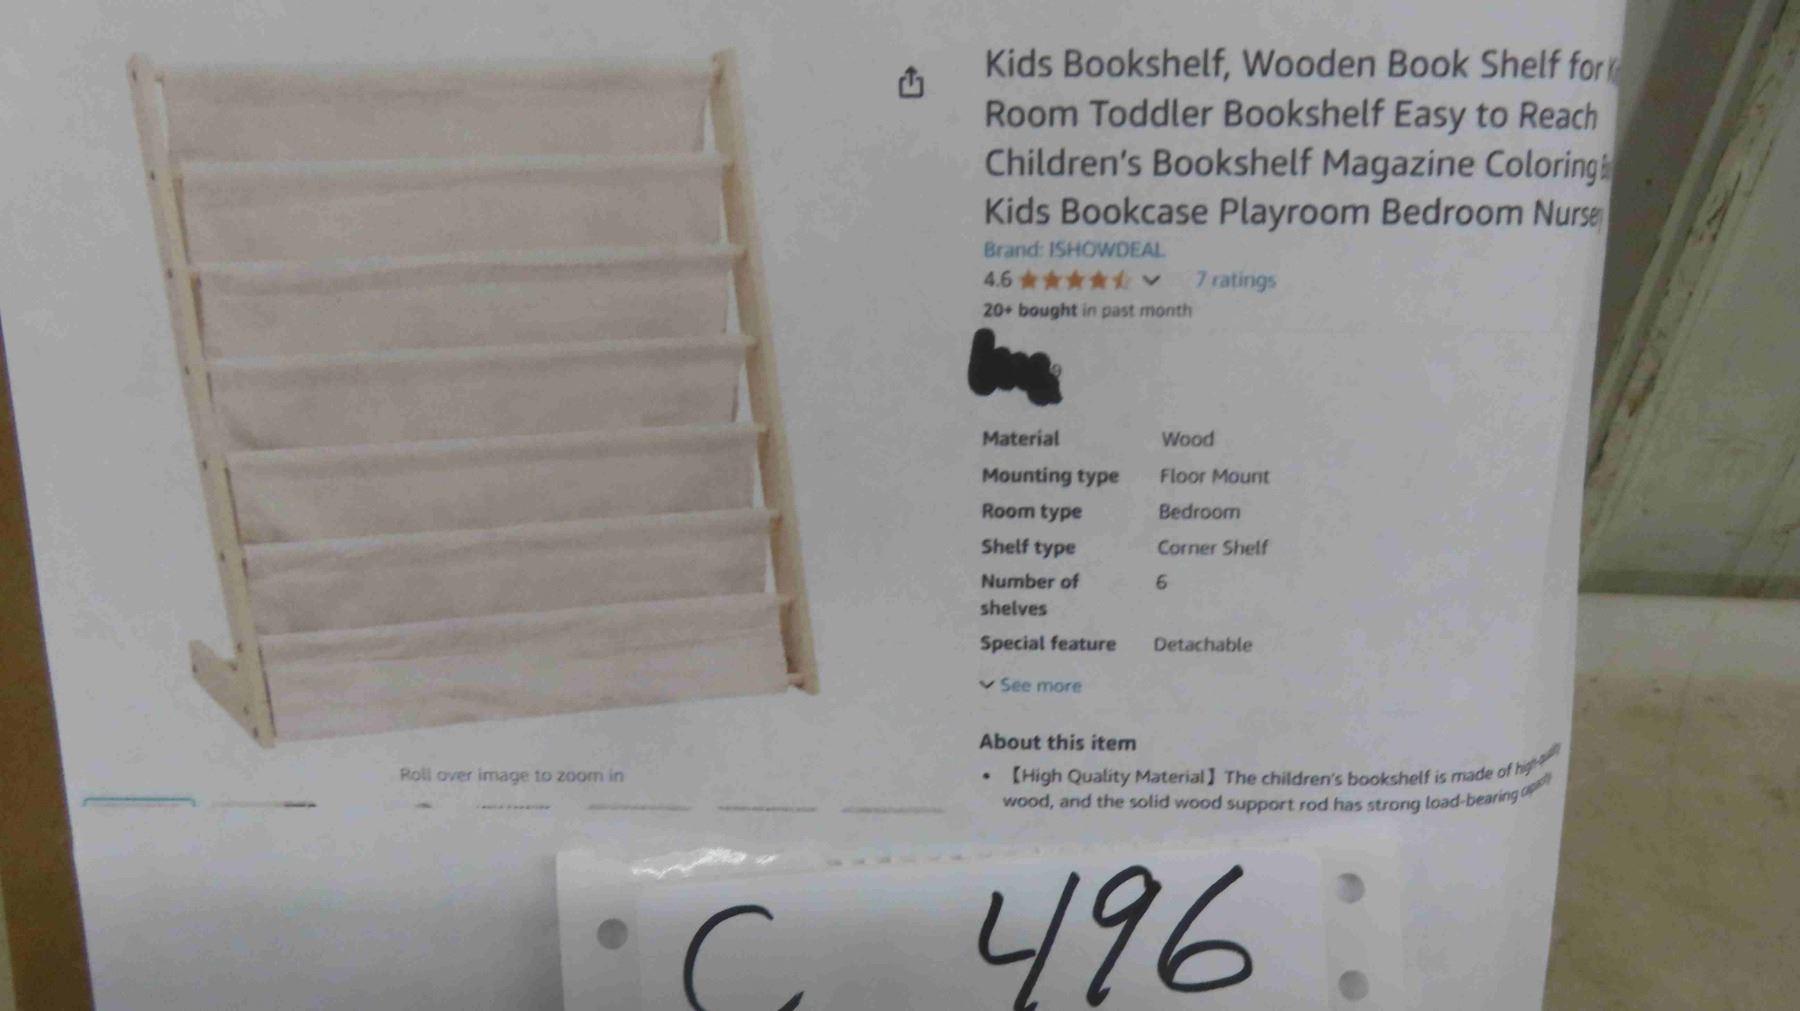 Kids Bookshelf, Wooden Book Shelf for
Room Toddler Bookshelf Easy to Reach
Children's Bookshelf Magazine Coloring
Kids Bookcase Playroom Bedroom
Brand: ISHOWDEAL
4.6 7 ratings
20+ bought in past month
9
Material Wood
Mounting type Floor Mount
Room type Bedroom
Shelf type Corner Shelf
Number of 6
shelves
Special feature Detachable
See more
About this item
• 【High Quality Material】 The children's bookshelf is made of high-quality
wood, and the solid wood support rod has strong load-bearing capacity
Roll over image to zoom in
C 496